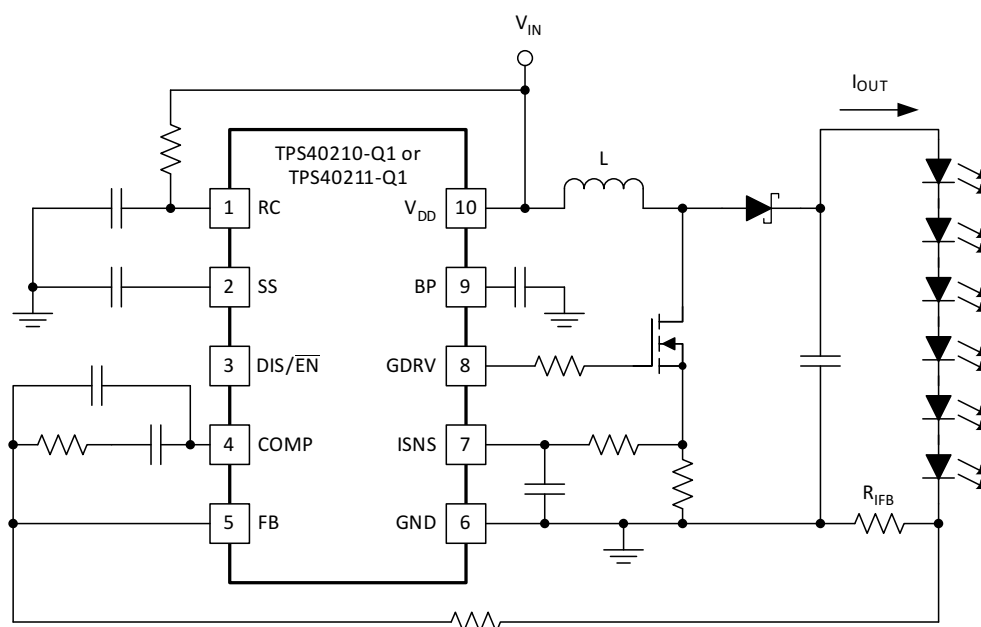 V_IN
I_OUT
TPS40210-Q1 or
TPS40211-Q1
L
1 RC
V_DD 10
2 SS
BP 9
3 DIS/E̅N̅
GDRV 8
4 COMP
ISNS 7
5 FB
GND 6
R_IFB